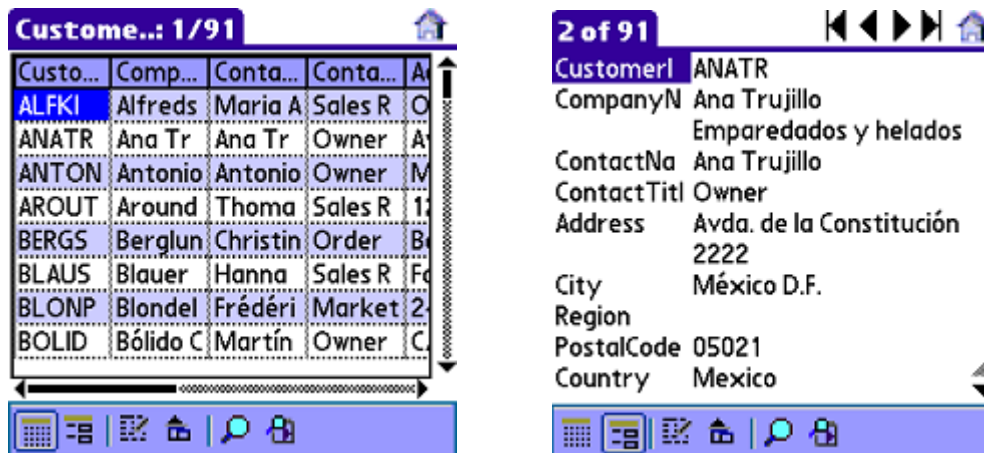 Custome..: 1/91
Custo... Comp... Conta... Conta... A
ALFKI Alfreds Maria A Sales R O
ANATR Ana Tr Ana Tr Owner A
ANTON Antonio Antonio Owner M
AROUT Around Thoma Sales R 1
BERGS Berglun Christin Order B
BLAUS Blauer Hanna Sales R F
BLONP Blondel Frédéri Market 2
BOLID Bólido C Martín Owner C
2 of 91
CustomerI ANATR
CompanyN Ana Trujillo
Emparedados y helados
ContactNa Ana Trujillo
ContactTitl Owner
Address Avda. de la Constitución
2222
City México D.F.
Region
PostalCode 05021
Country Mexico